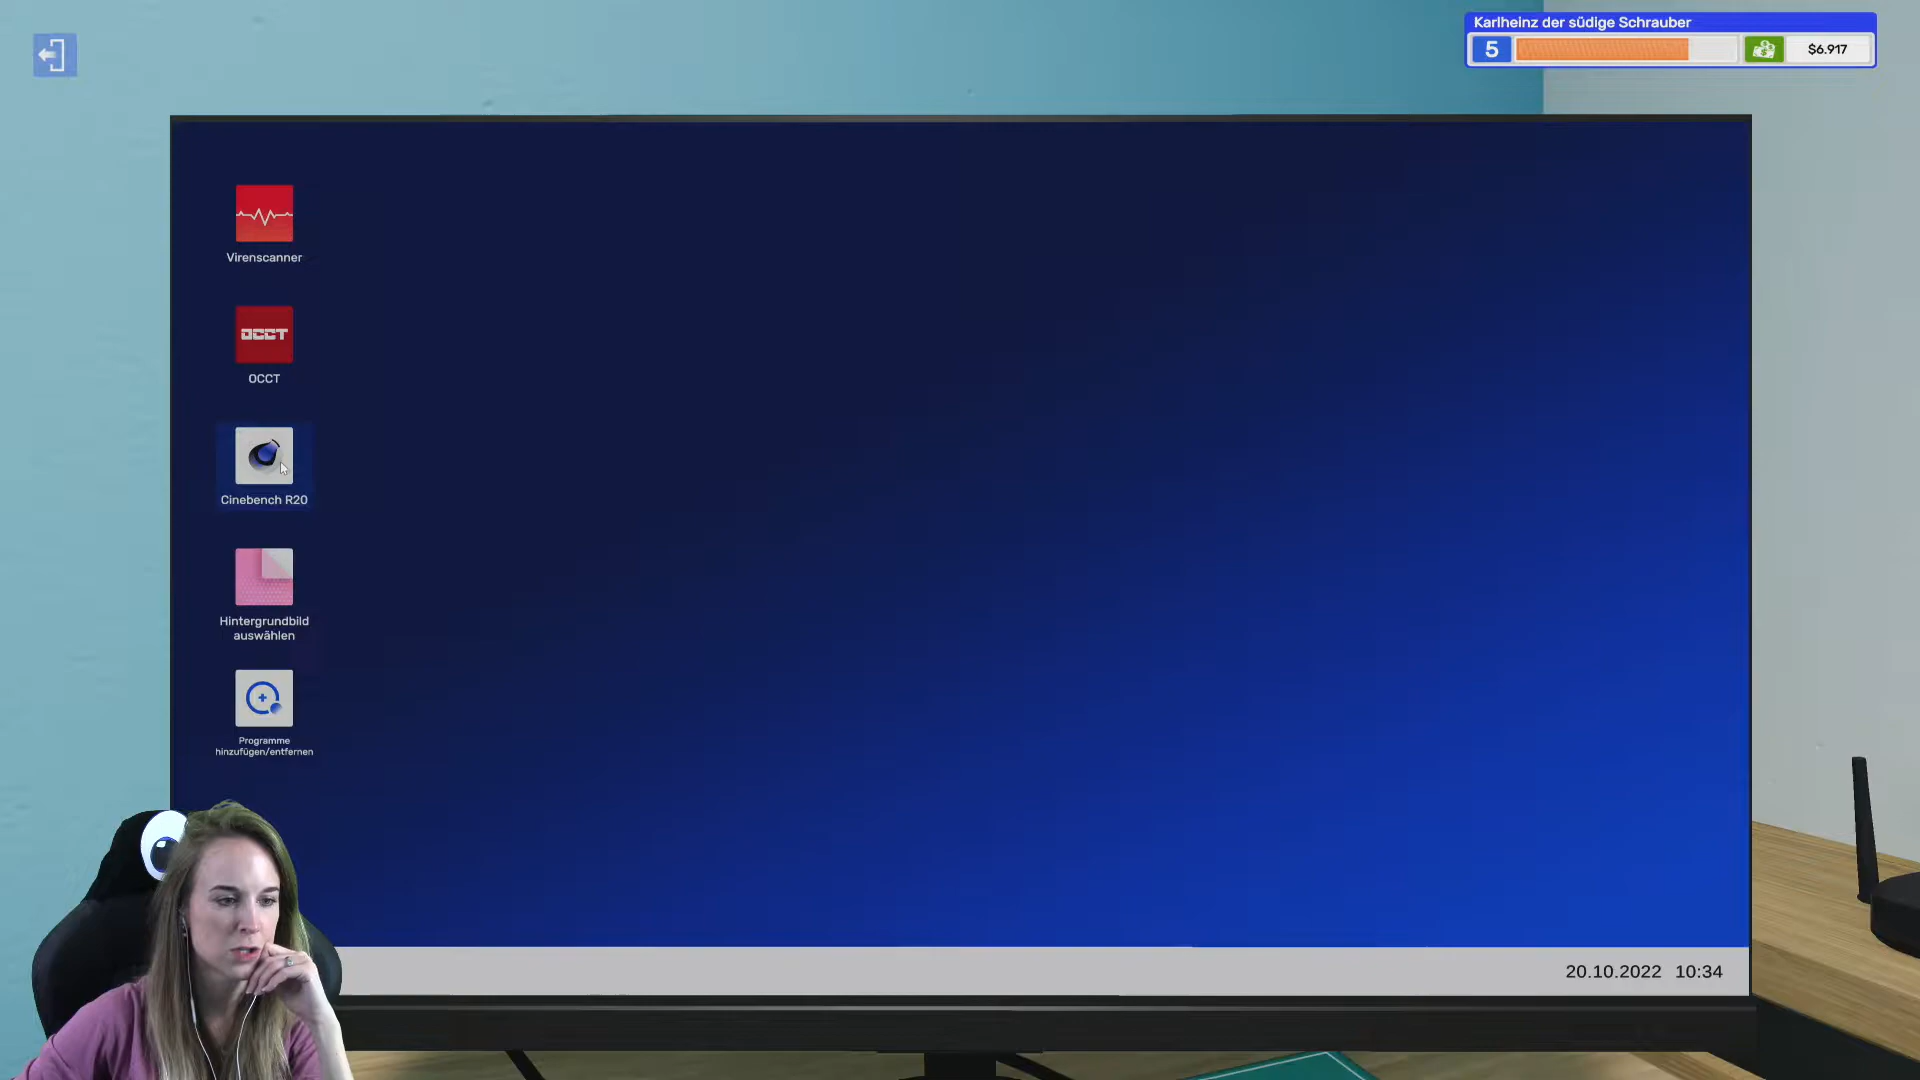 Karlheinz der südige Schrauber
5
$6.917
Virenscanner
OCCT
OCCT
Cinebench R20
Hintergrundbild
auswählen
Programme
hinzufügen/entfernen
20.10.2022 10:34